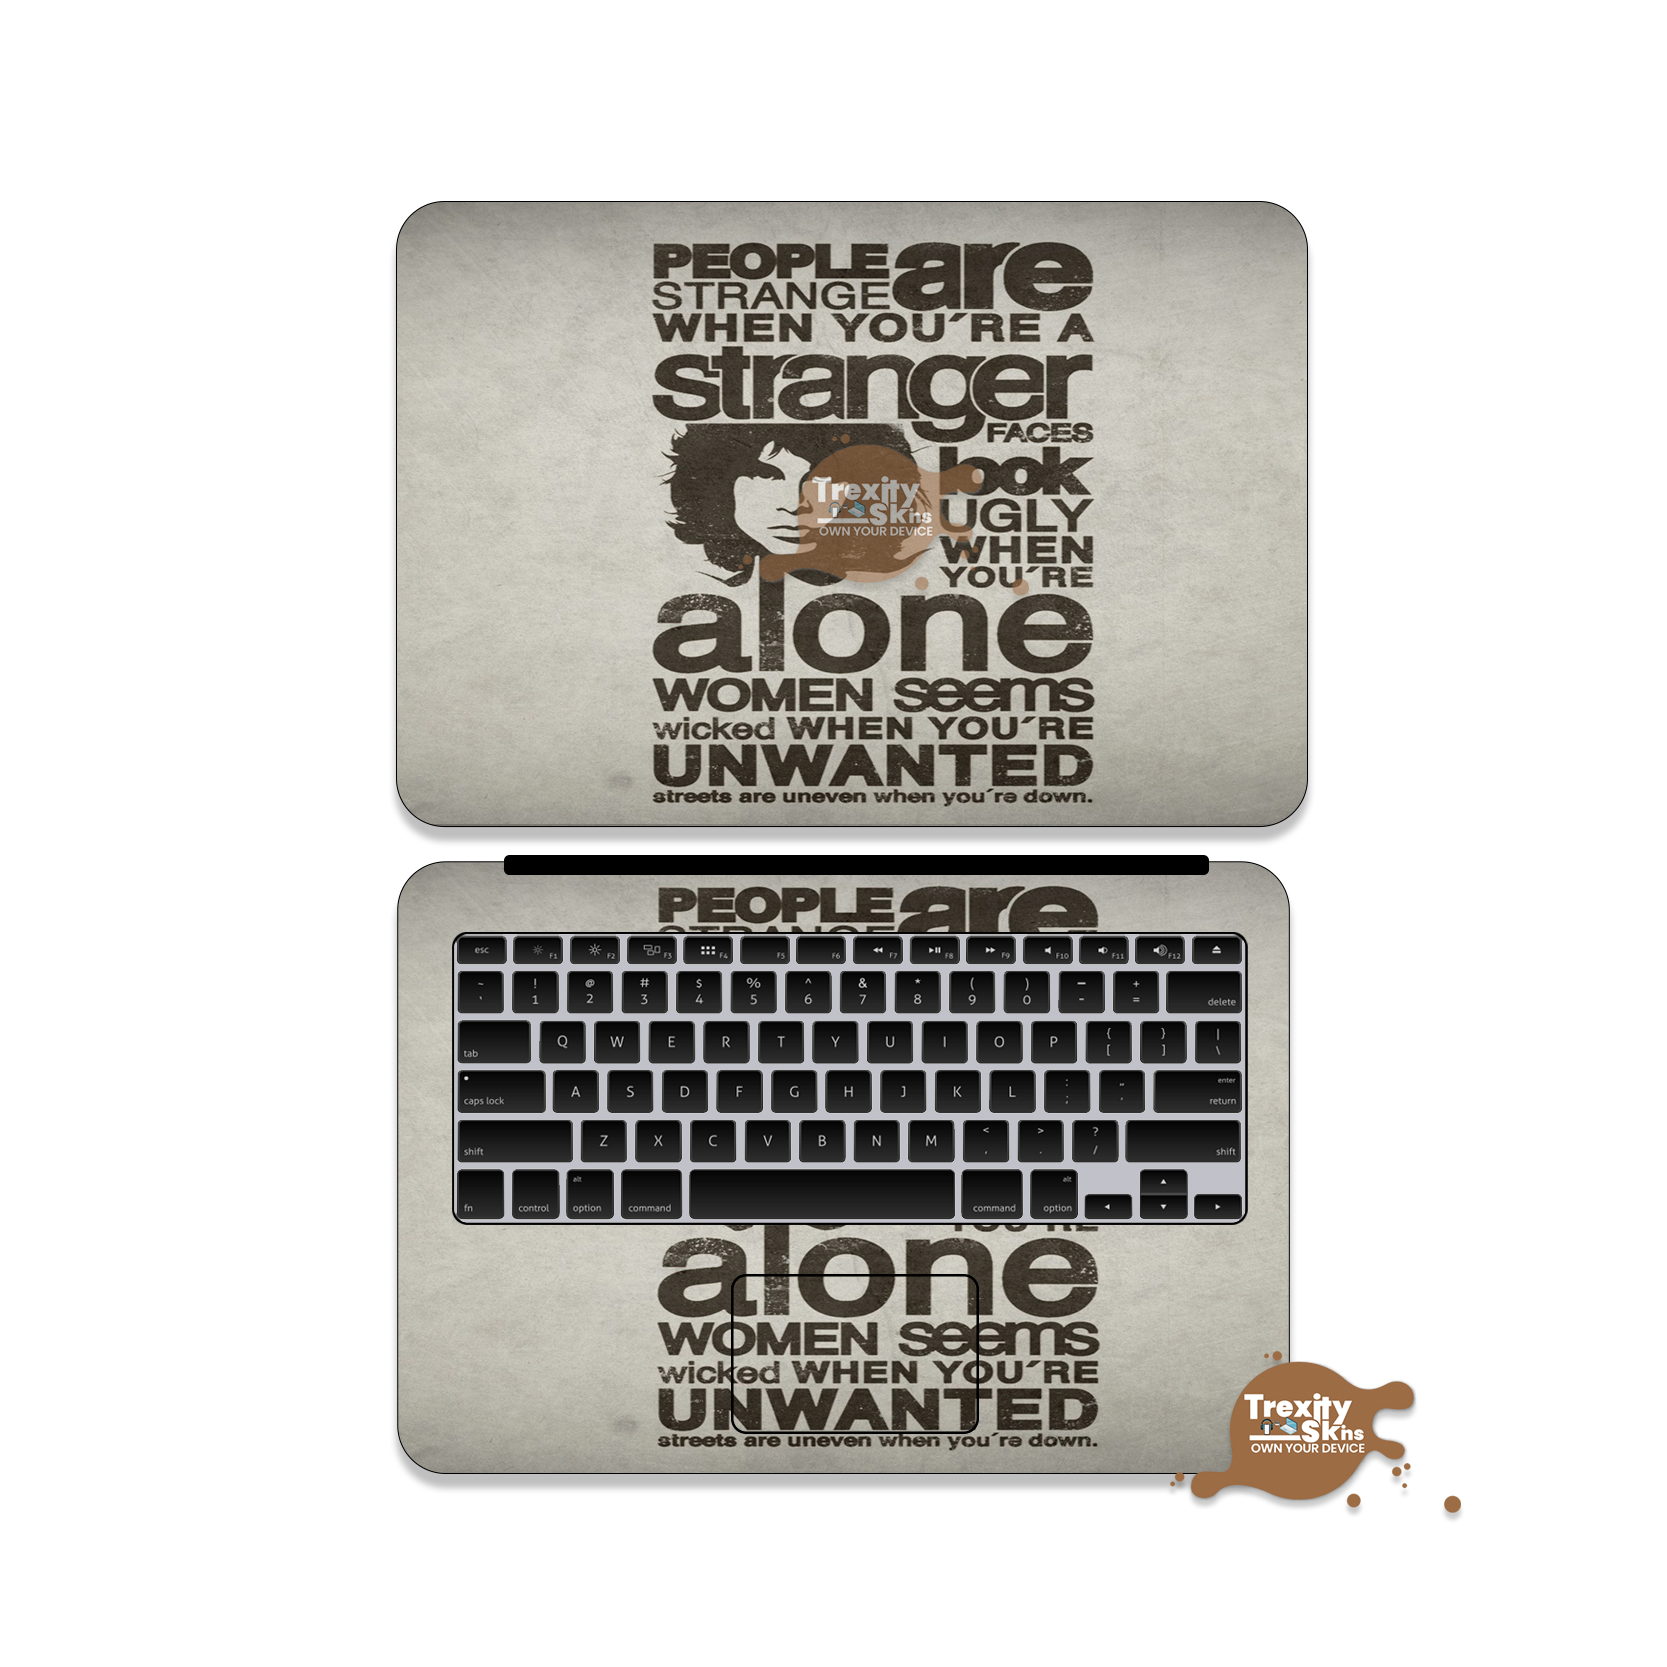 PEOPLE are
STRANGE
WHEN YOU´RE A
stranger
FACES
look
UGLY
WHEN
YOU´RE
alone
WOMEN seems
wicked WHEN YOU´RE
UNWANTED
streets are uneven when you´re down.
Trexity
Skins
OWN YOUR DEVICE
PEOPLE are
STRANGE
esc F1 F2 F3 F4 F5 F6 F7 F8 F9 F10 F11 F12
~ ! @ # $ % ^ & * ( ) — +
` 1 2 3 4 5 6 7 8 9 0 - = delete
tab Q W E R T Y U I O P { [ } ] | \
caps lock A S D F G H J K L : ; " ' enter return
shift Z X C V B N M < , > . ? / shift
fn control alt option command command alt option
YOU´RE
alone
WOMEN seems
wicked WHEN YOU´RE
UNWANTED
streets are uneven when you´re down.
Trexity
Skins
OWN YOUR DEVICE